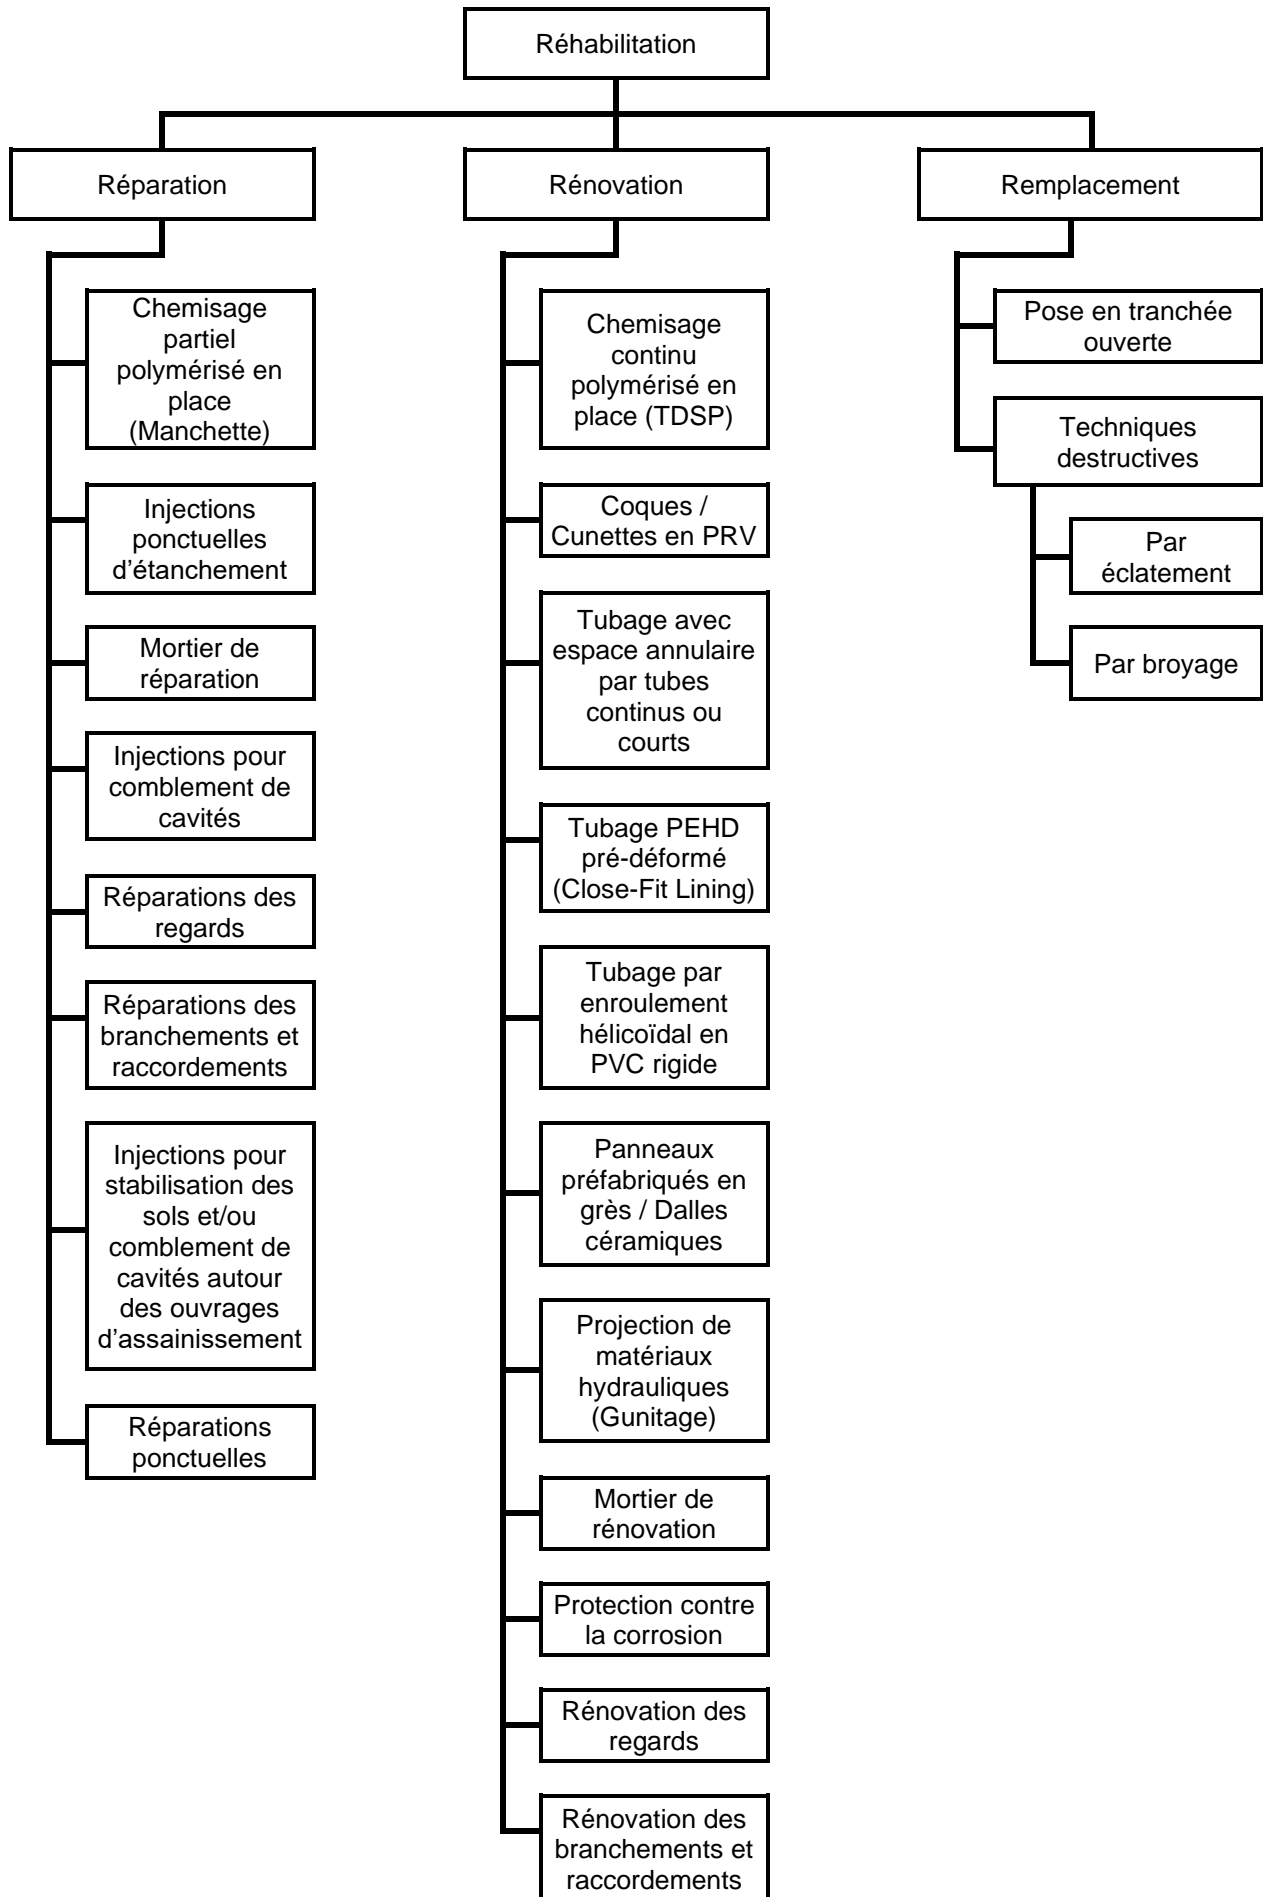 Réhabilitation
Réparation
Rénovation
Remplacement
Chemisage
partiel
polymérisé en
place
(Manchette)
Injections
ponctuelles
d’étanchement
Mortier de
réparation
Injections pour
comblement de
cavités
Réparations des
regards
Réparations des
branchements et
raccordements
Injections pour
stabilisation des
sols et/ou
comblement de
cavités autour
des ouvrages
d’assainissement
Réparations
ponctuelles
Chemisage
continu
polymérisé en
place (TDSP)
Coques /
Cunettes en PRV
Tubage avec
espace annulaire
par tubes
continus ou
courts
Tubage PEHD
pré-déformé
(Close-Fit Lining)
Tubage par
enroulement
hélicoïdal en
PVC rigide
Panneaux
préfabriqués en
grès / Dalles
céramiques
Projection de
matériaux
hydrauliques
(Gunitage)
Mortier de
rénovation
Protection contre
la corrosion
Rénovation des
regards
Rénovation des
branchements et
raccordements
Pose en tranchée
ouverte
Techniques
destructives
Par
éclatement
Par broyage